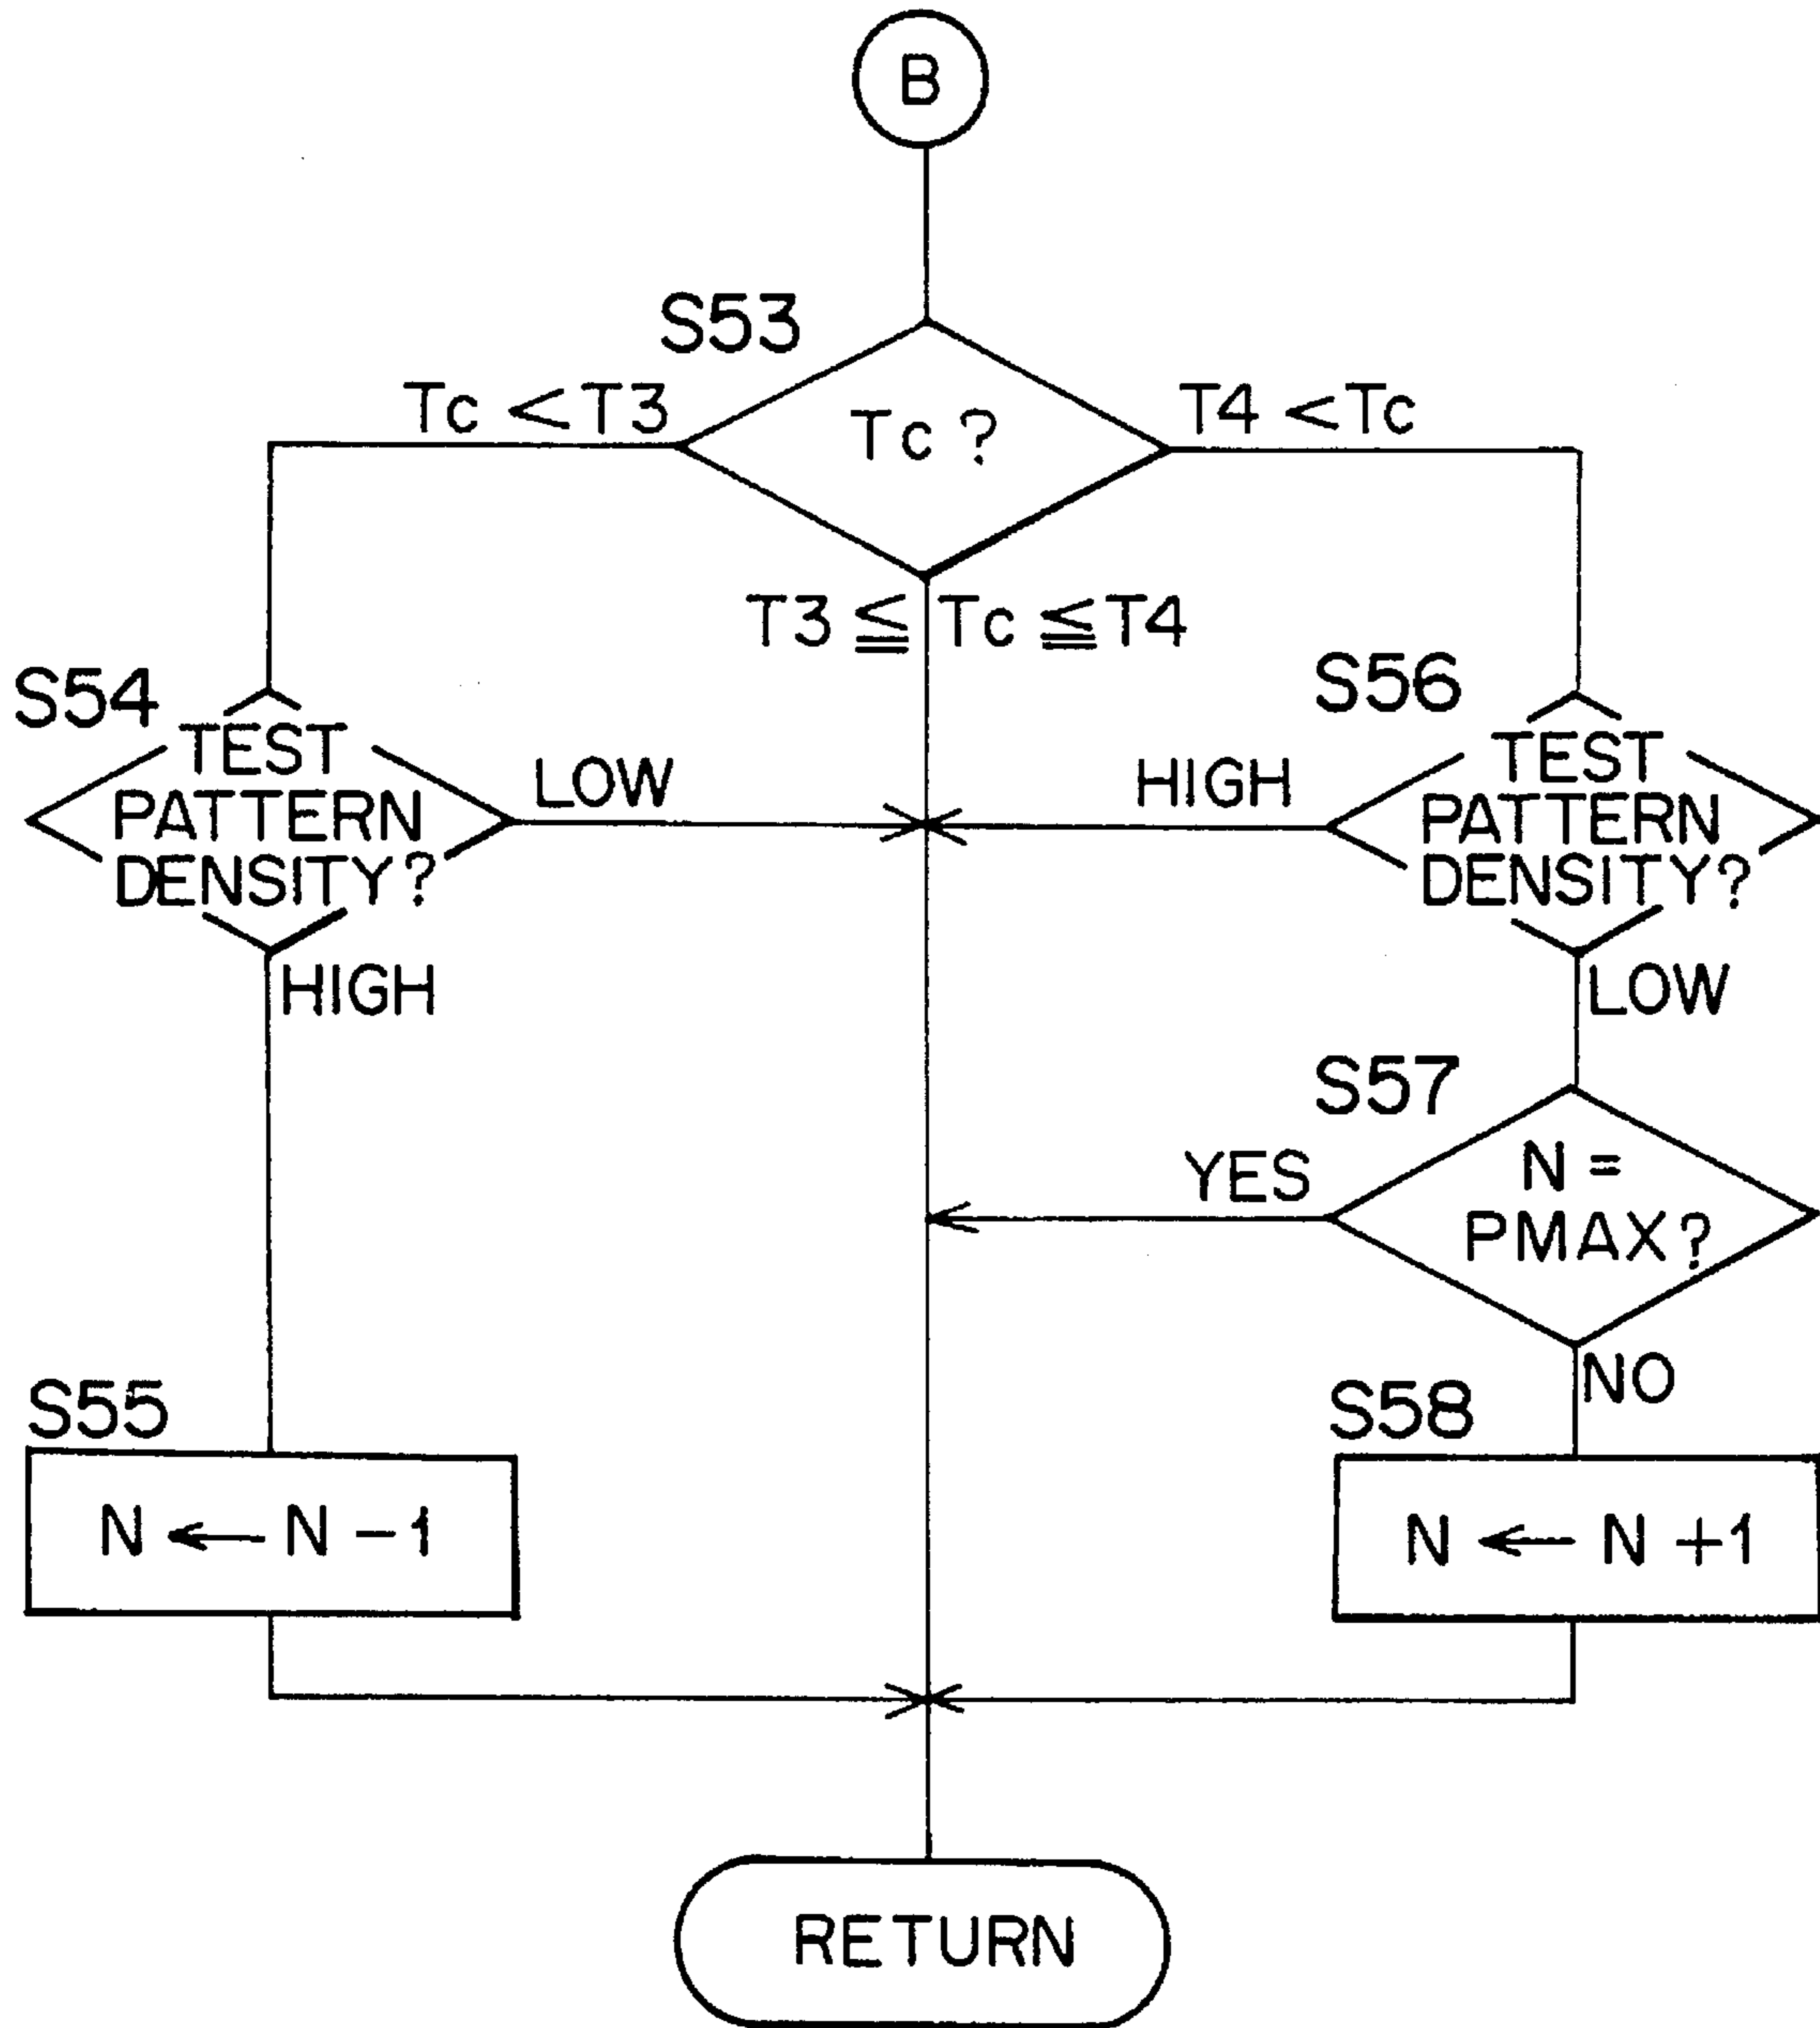 B
S53
Tc < T3
Tc ?
T4 < Tc
T3 ≦ Tc ≦ T4
S54
TEST
PATTERN
DENSITY?
LOW
HIGH
S56
TEST
PATTERN
DENSITY?
HIGH
LOW
S57
N =
PMAX?
YES
NO
S55
N ← N − 1
S58
N ← N + 1
RETURN